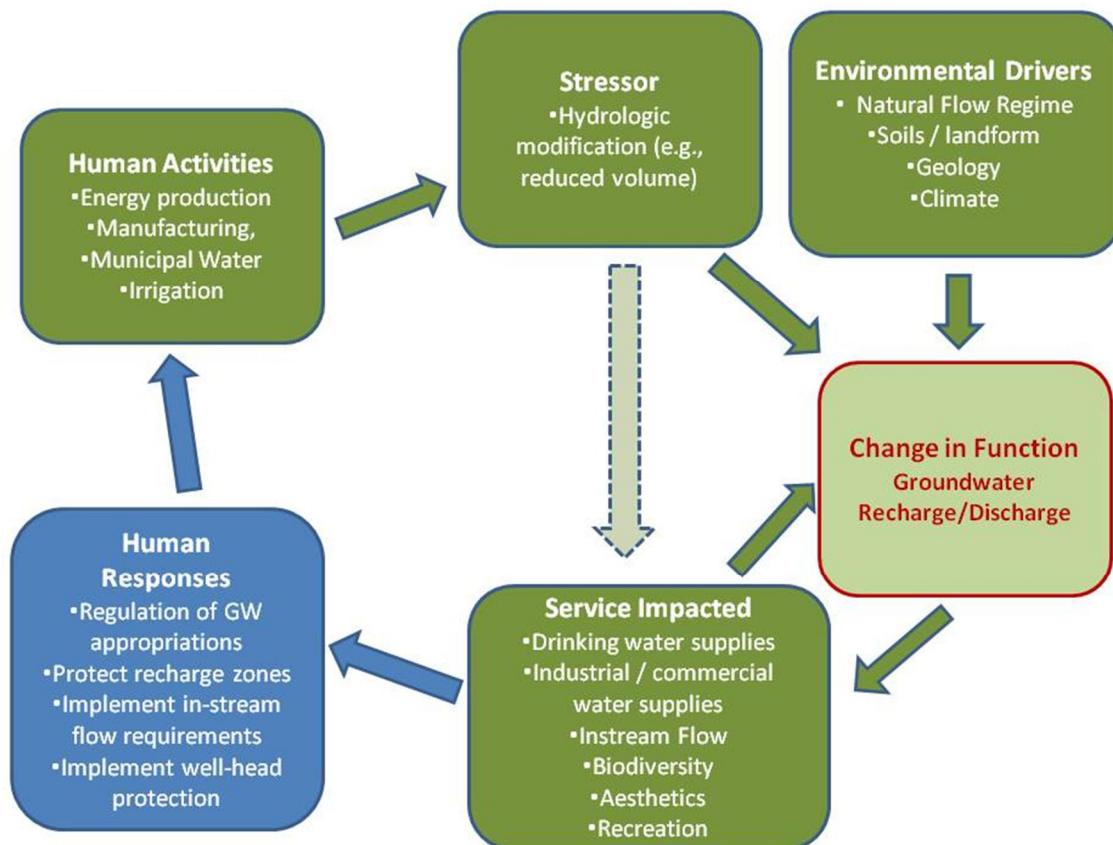 Stressor
•Hydrologic
modification (e.g.,
reduced volume)
Environmental Drivers
• Natural Flow Regime
•Soils / landform
•Geology
•Climate
Human Activities
•Energy production
•Manufacturing,
•Municipal Water
•Irrigation
Change in Function
Groundwater
Recharge/Discharge
Human
Responses
•Regulation of GW
appropriations
•Protect recharge zones
•Implement in-stream
flow requirements
•Implement well-head
protection
Service Impacted
•Drinking water supplies
•Industrial / commercial
water supplies
•Instream Flow
•Biodiversity
•Aesthetics
•Recreation